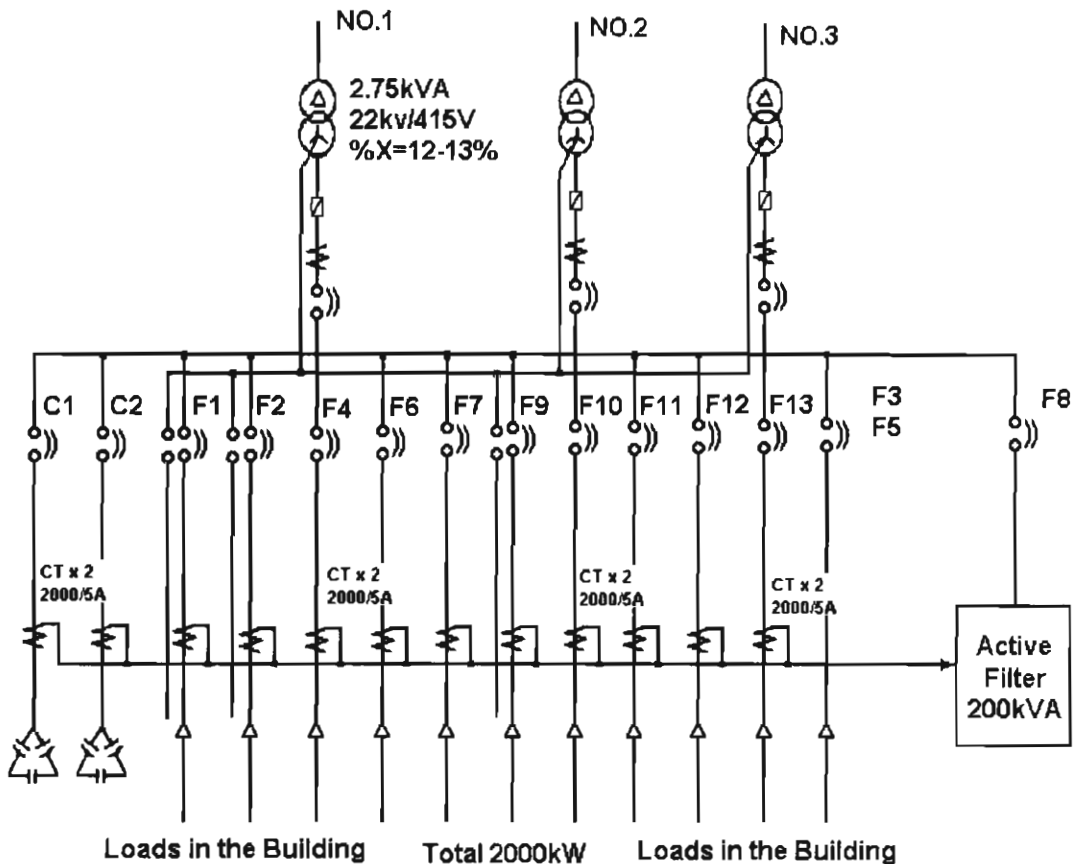 NO.1
NO.2
NO.3
2.75kVA
22kv/415V
%X=12-13%
C1
C2
F1
F2
F4
F6
F7
F9
F10
F11
F12
F13
F3
F5
F8
CT x 2
2000/5A
CT x 2
2000/5A
CT x 2
2000/5A
CT x 2
2000/5A
Active
Filter
200kVA
Loads in the Building
Total 2000kW
Loads in the Building